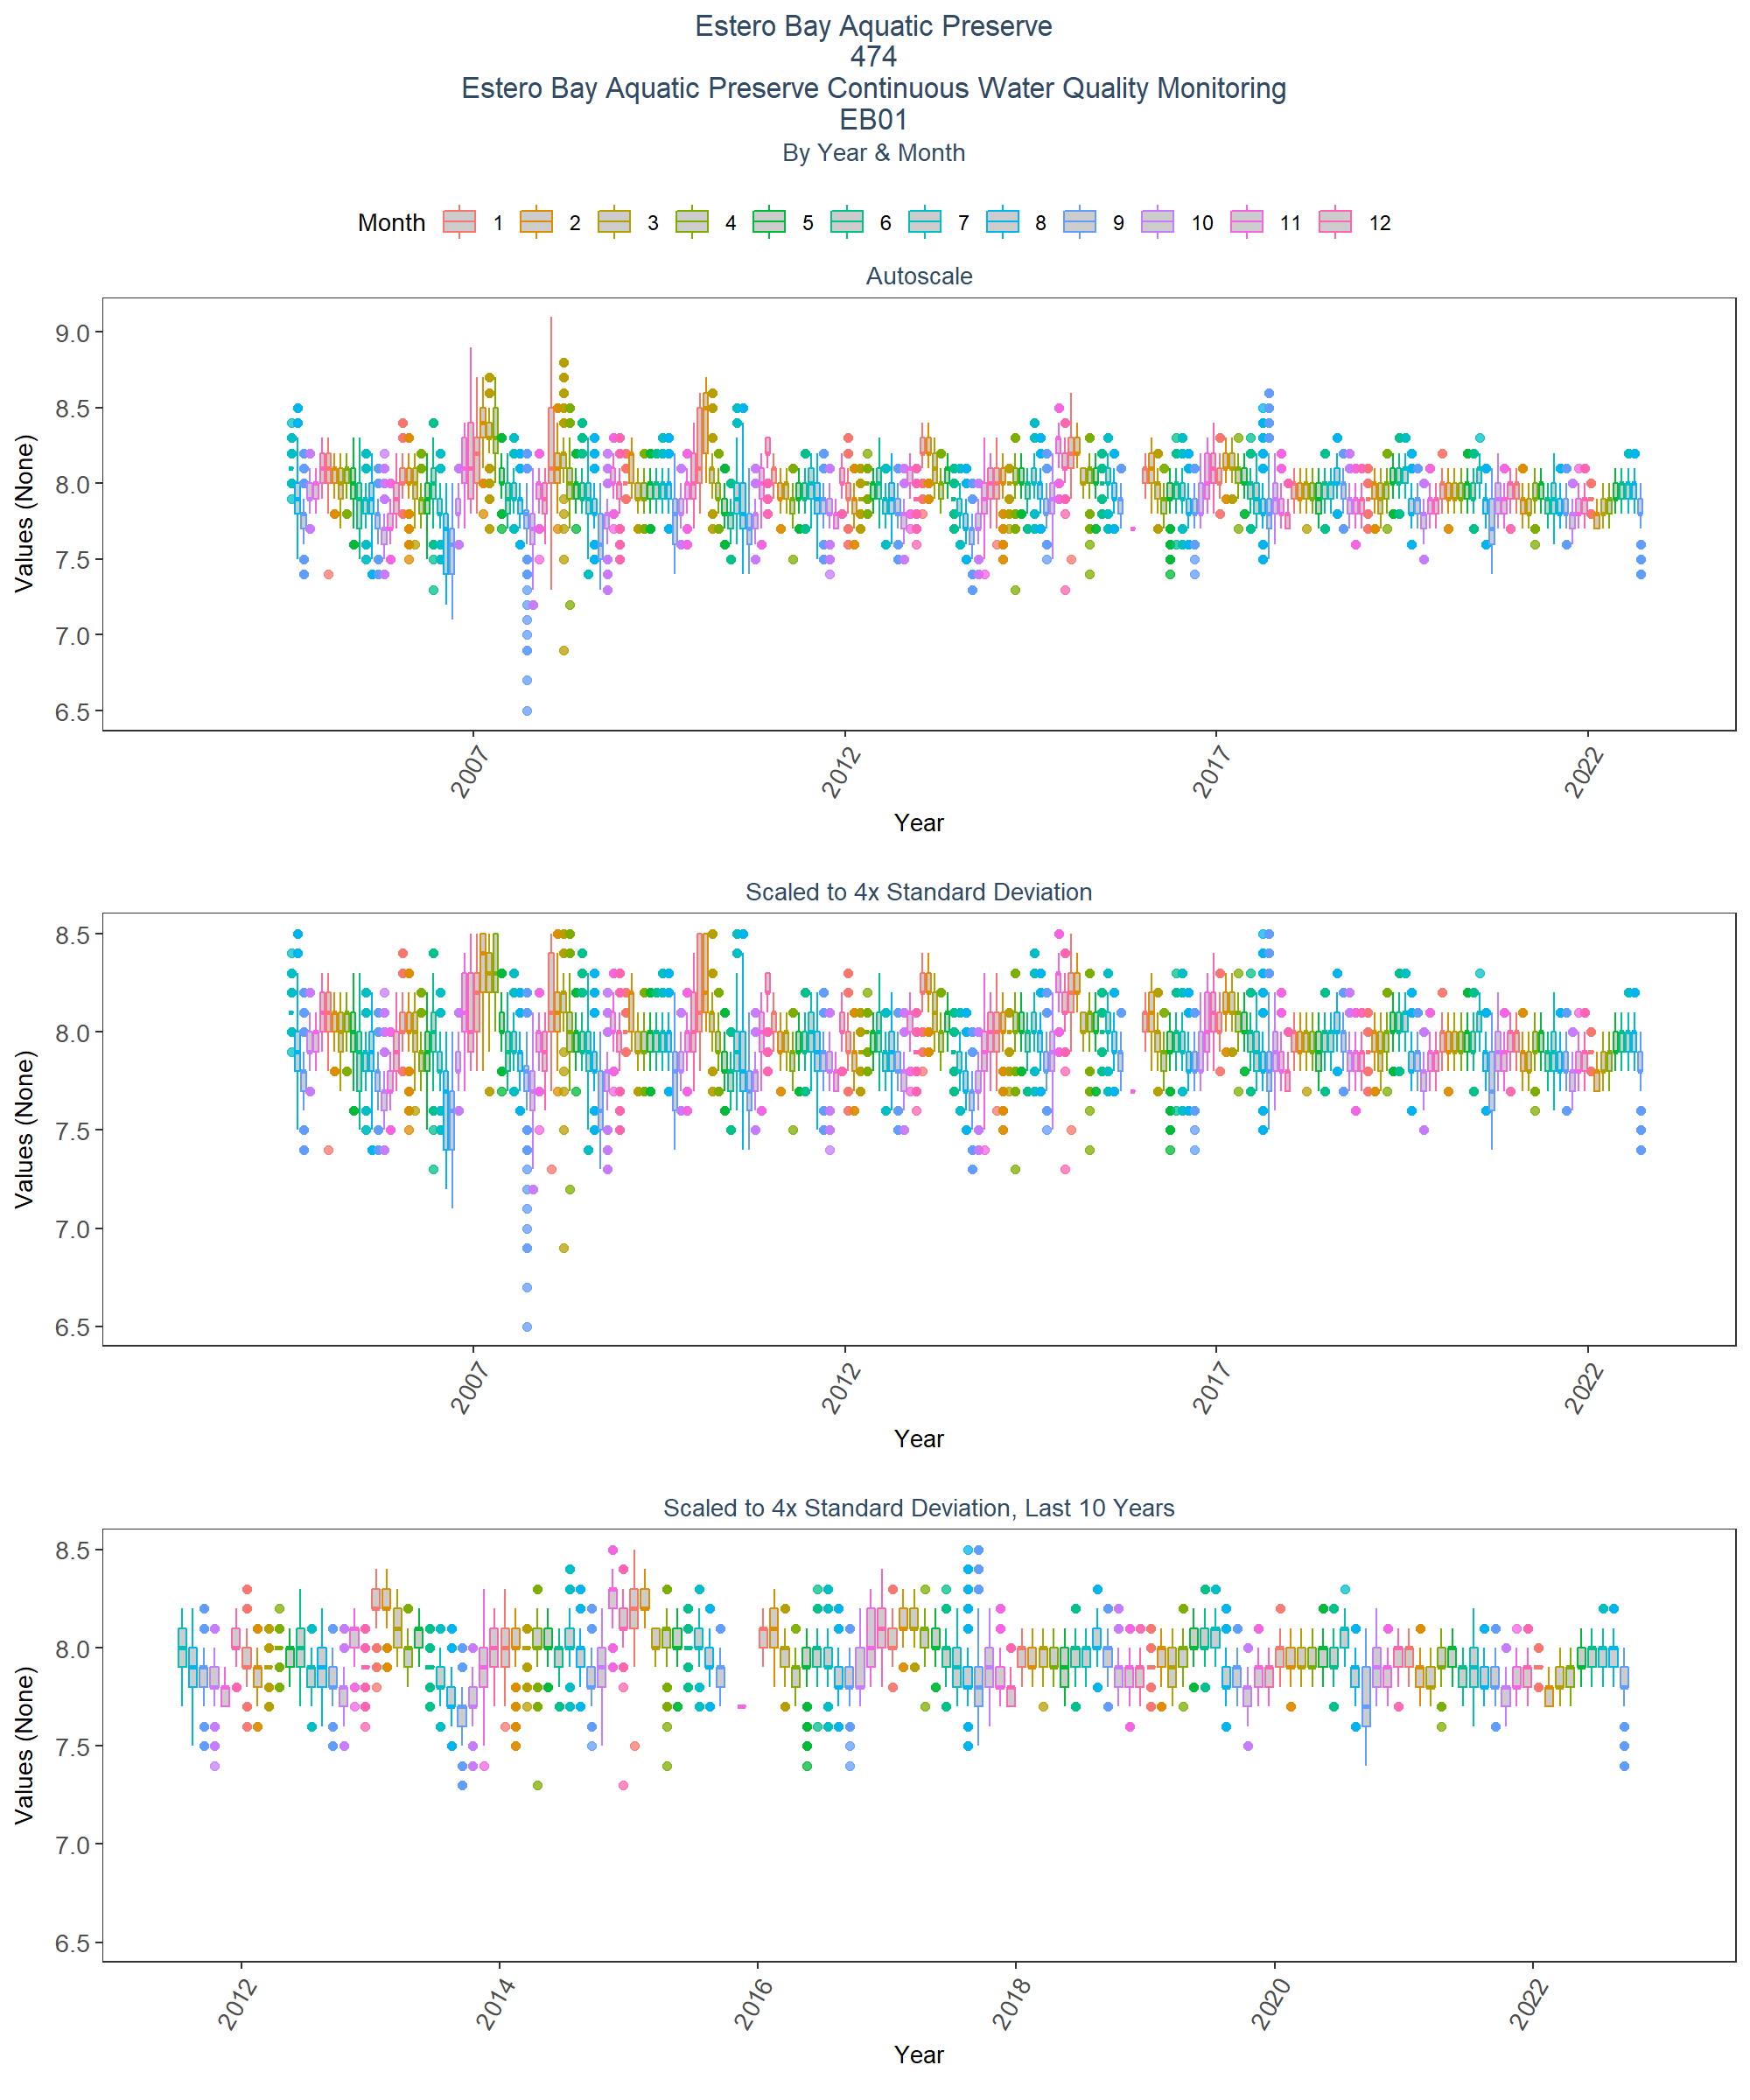 Estero Bay Aquatic Preserve
474
Estero Bay Aquatic Preserve Continuous Water Quality Monitoring
EB01
By Year & Month
Month 1 2 3 4 5 6 7 8 9 10 11 12
Autoscale
Values (None)
9.0
8.5
8.0
7.5
7.0
6.5
2007 2012 2017 2022
Year
Scaled to 4x Standard Deviation
Values (None)
8.5
8.0
7.5
7.0
6.5
2007 2012 2017 2022
Year
Scaled to 4x Standard Deviation, Last 10 Years
Values (None)
8.5
8.0
7.5
7.0
6.5
2012 2014 2016 2018 2020 2022
Year